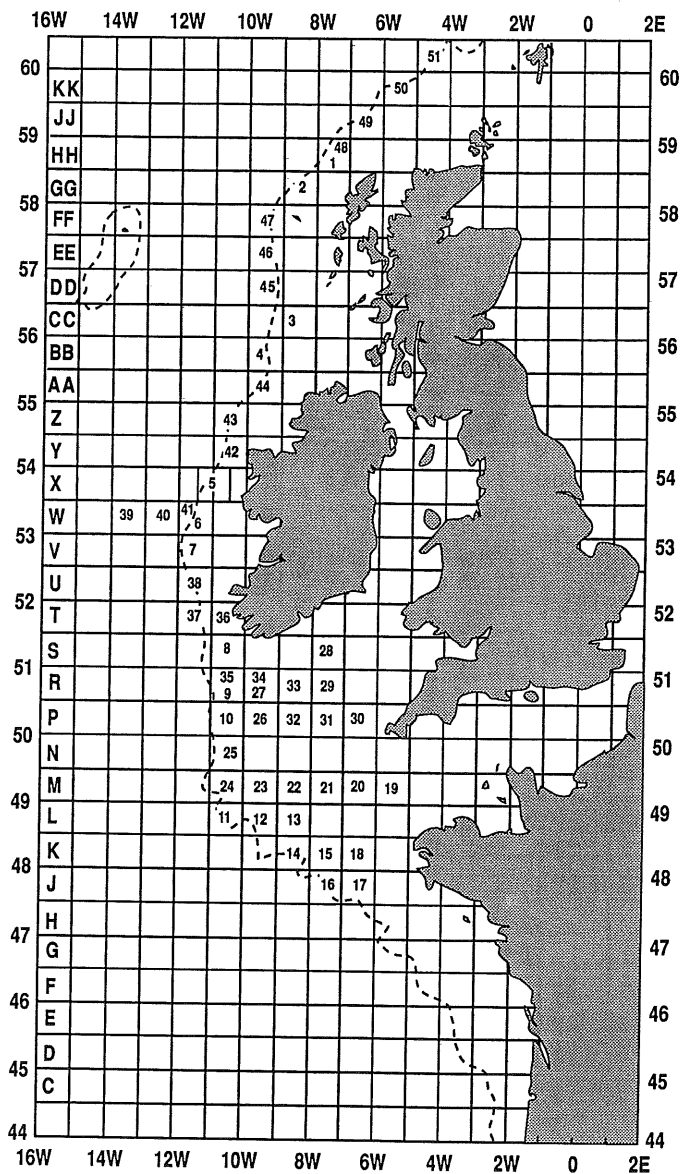 16W 14W 12W 10W 8W 6W 4W 2W 0 2E
51
60 60
KK 50
JJ 49
59 59
HH 48
1
GG 2
58 58
FF 47
EE 46
57 57
DD 45
CC 3
56 56
BB 4
AA 44
55 55
Z 43
Y 42
54 54
X 5
W 39 40 41
6
53 53
V 7
U 38
52 52
T 37 36
S 8 28
51 51
R 35 34 33 29
9 27
P 10 26 32 31 30
50 50
N 25
M 24 23 22 21 20 19
49 49
L 11 12 13
K 14 15 18
48 48
J 16 17
H
47 47
G
F
46 46
E
D
45 45
C
44 44
16W 14W 12W 10W 8W 6W 4W 2W 0 2E